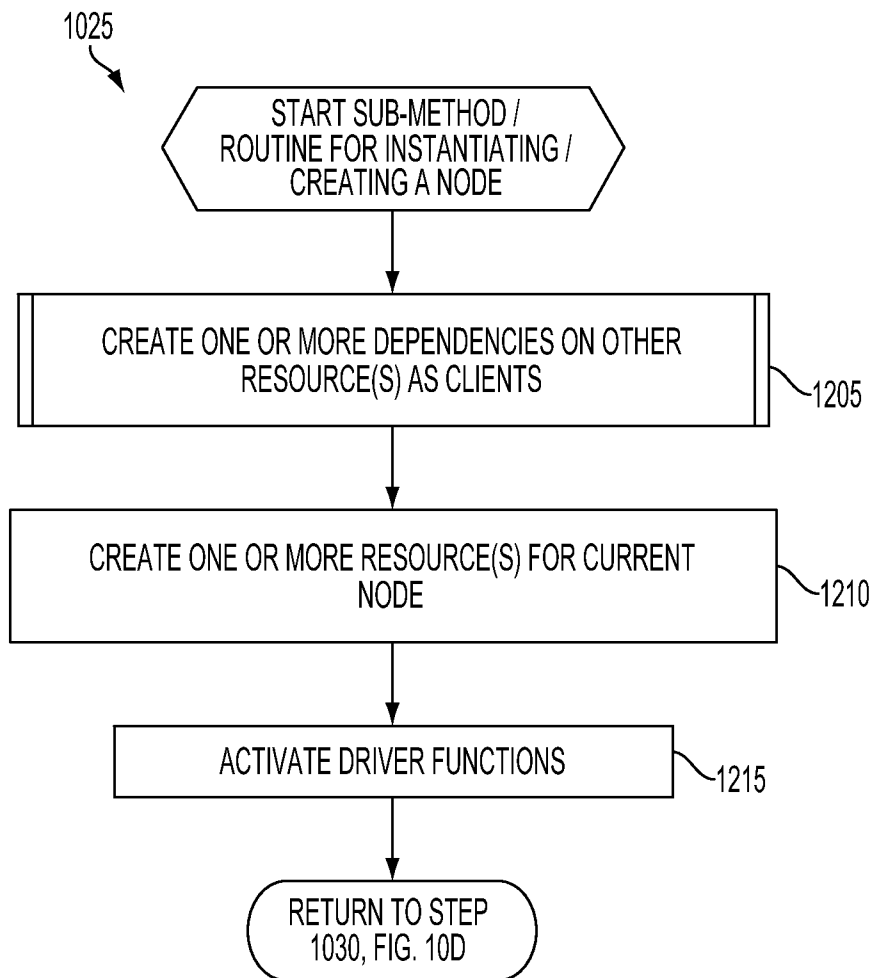 1025
START SUB-METHOD /
ROUTINE FOR INSTANTIATING /
CREATING A NODE
CREATE ONE OR MORE DEPENDENCIES ON OTHER
RESOURCE(S) AS CLIENTS
1205
CREATE ONE OR MORE RESOURCE(S) FOR CURRENT
NODE
1210
ACTIVATE DRIVER FUNCTIONS
1215
RETURN TO STEP
1030, FIG. 10D